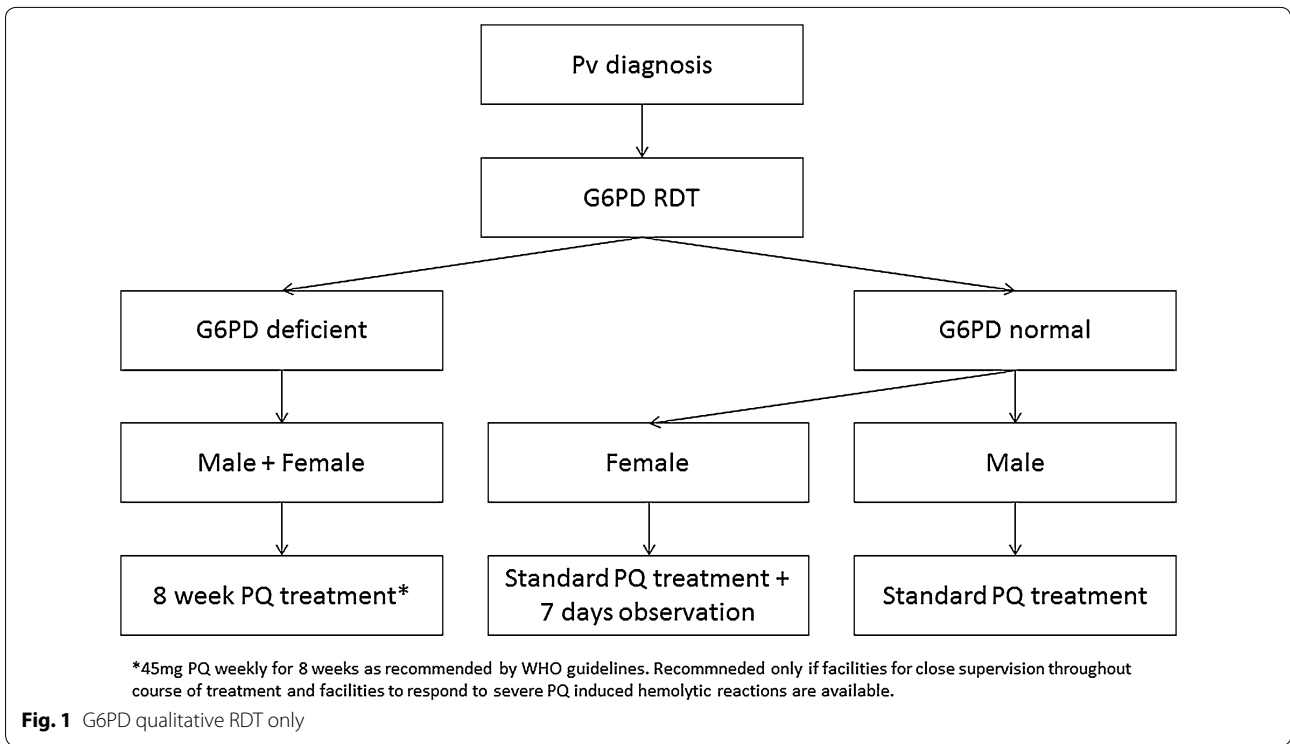 Pv diagnosis
G6PD RDT
G6PD deficient
G6PD normal
Male + Female
Female
Male
8 week PQ treatment*
Standard PQ treatment +
7 days observation
Standard PQ treatment
*45mg PQ weekly for 8 weeks as recommended by WHO guidelines. Recommneded only if facilities for close supervision throughout
course of treatment and facilities to respond to severe PQ induced hemolytic reactions are available.
Fig. 1 G6PD qualitative RDT only